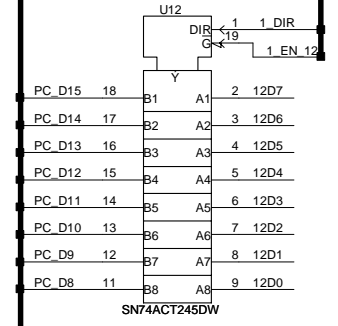 U12
DIR 1 1_DIR
G 19 1_EN_12
Y
PC_D15 18 B1 A1 2 12D7
PC_D14 17 B2 A2 3 12D6
PC_D13 16 B3 A3 4 12D5
PC_D12 15 B4 A4 5 12D4
PC_D11 14 B5 A5 6 12D3
PC_D10 13 B6 A6 7 12D2
PC_D9 12 B7 A7 8 12D1
PC_D8 11 B8 A8 9 12D0
SN74ACT245DW